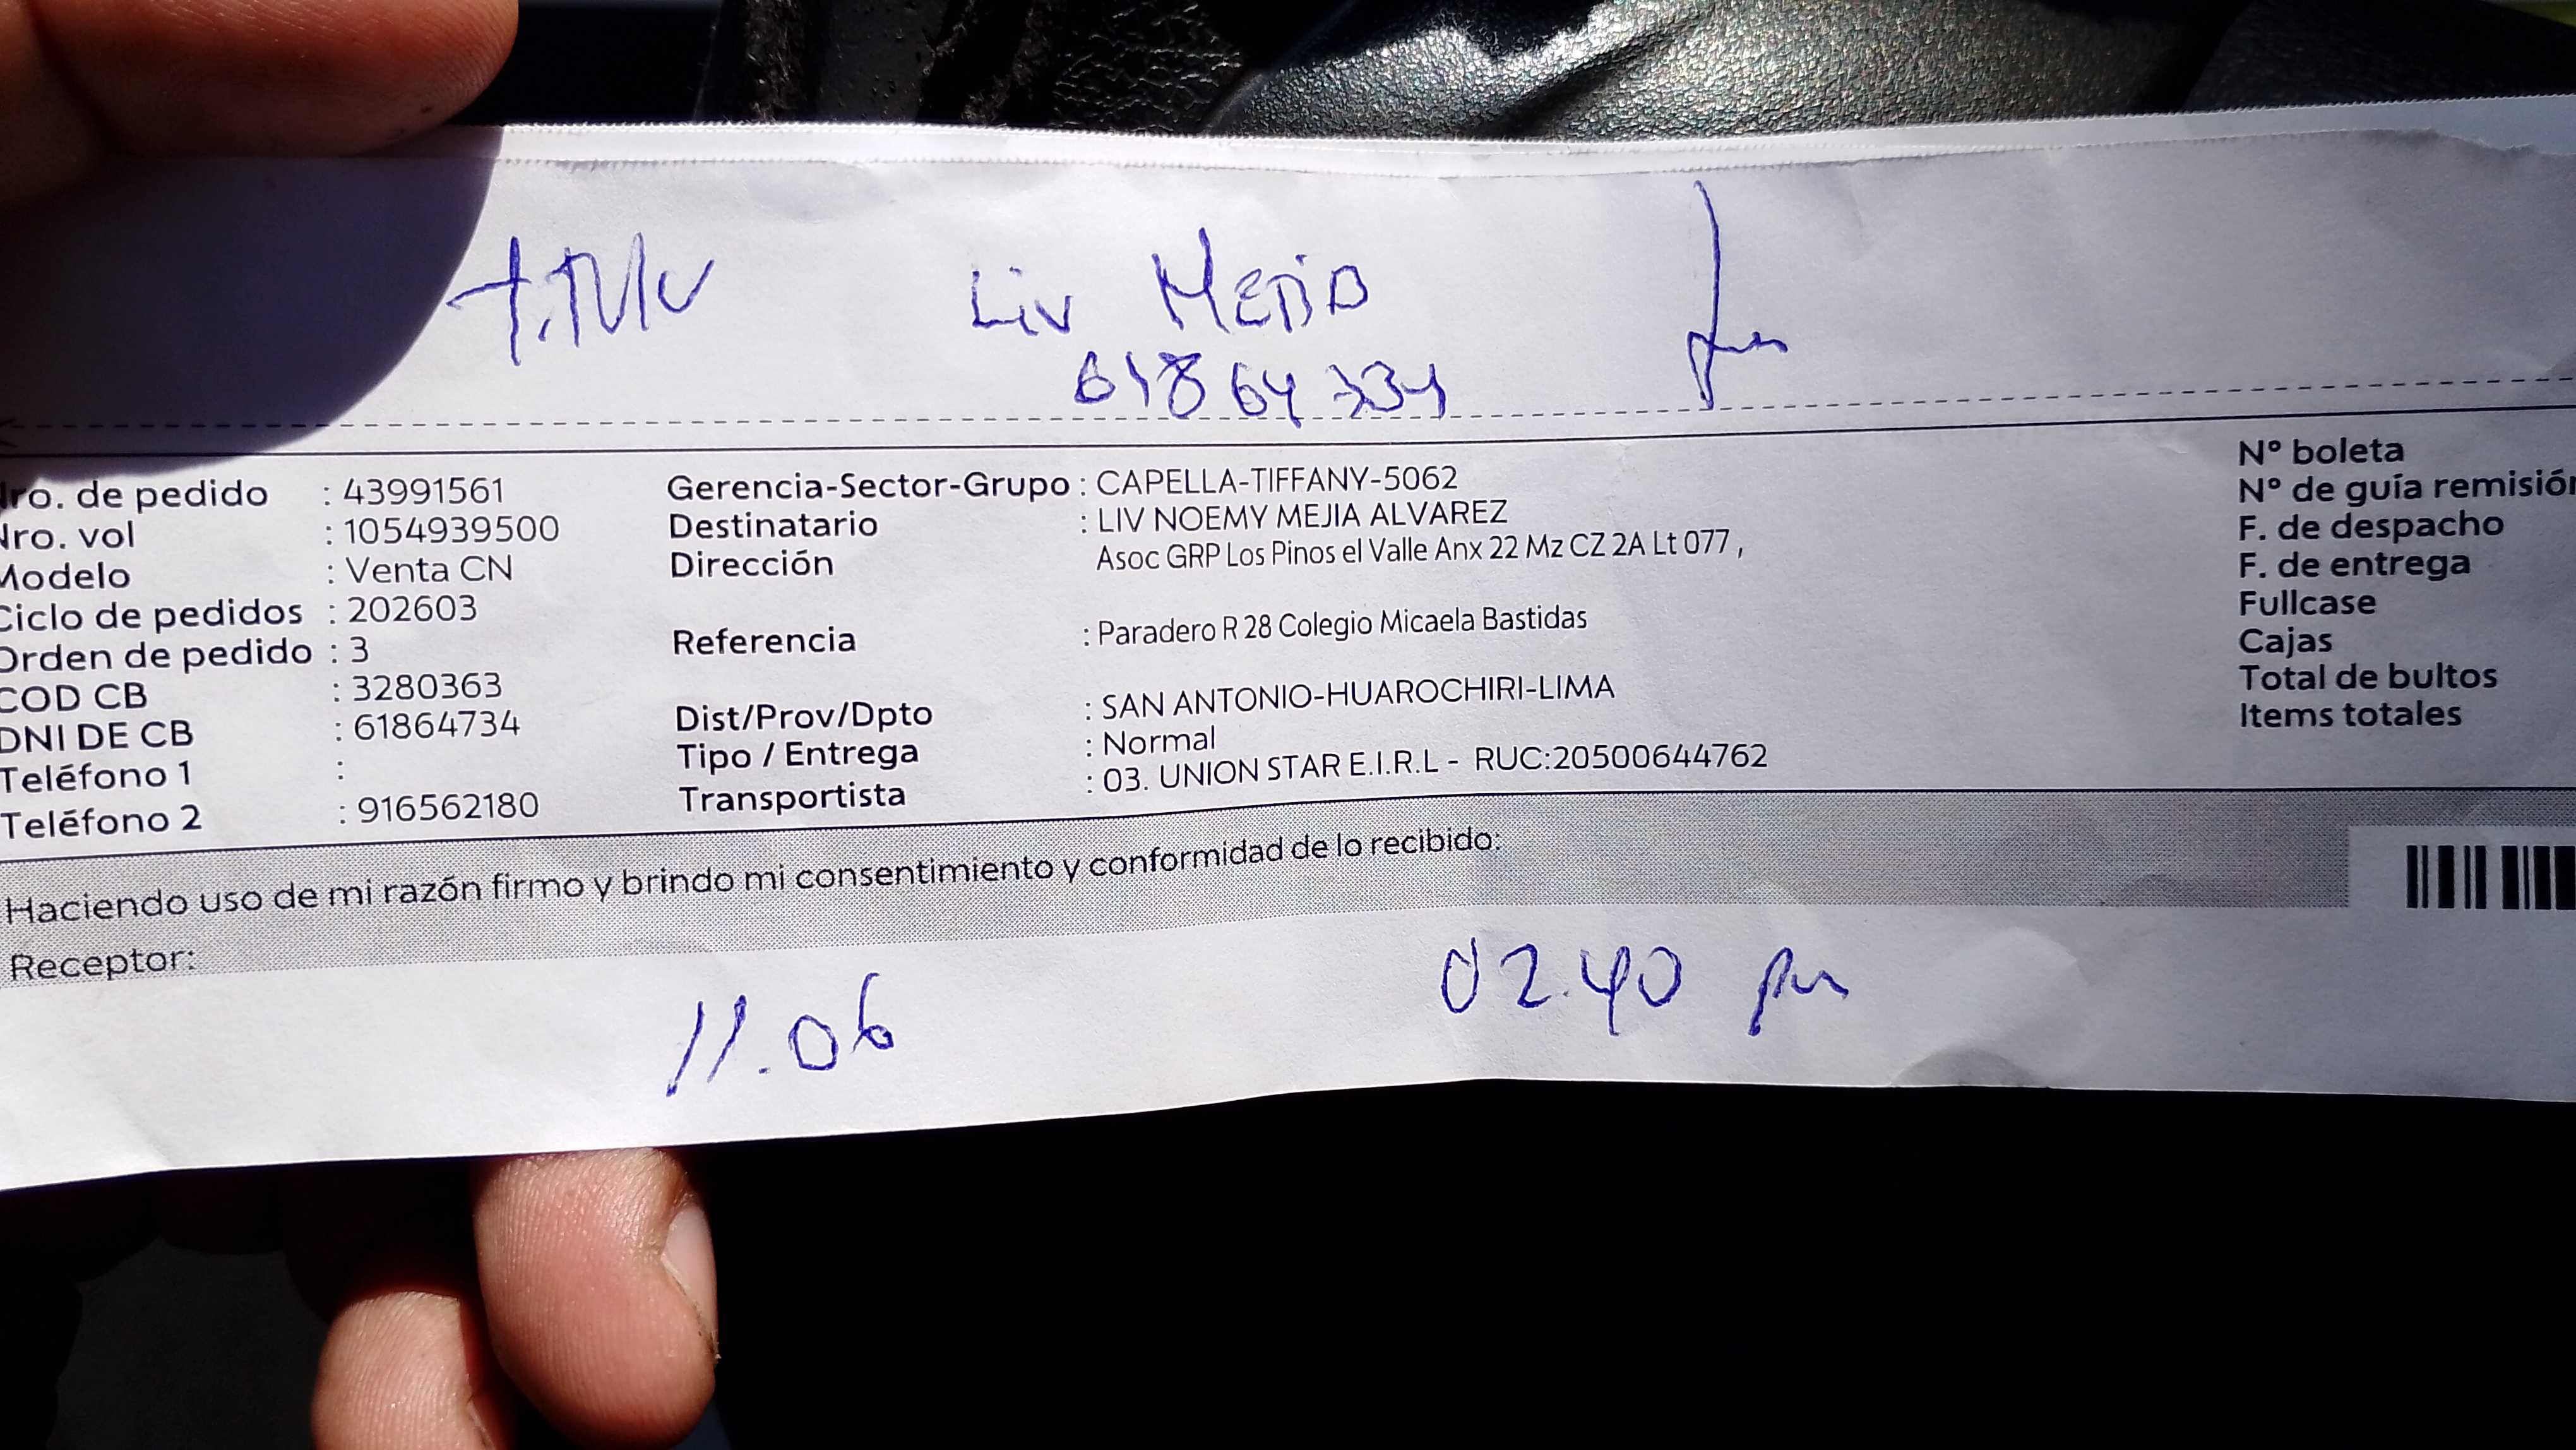 Liv MEJIA
61864734
Nro. de pedido : 43991561
Nro. vol : 1054939500
Modelo : Venta CN
Ciclo de pedidos : 202603
Orden de pedido : 3
COD CB : 3280363
DNI DE CB : 61864734
Teléfono 1 :
Teléfono 2 : 916562180
Gerencia-Sector-Grupo : CAPELLA-TIFFANY-5062
Destinatario : LIV NOEMY MEJIA ALVAREZ
Dirección Asoc GRP Los Pinos el Valle Anx 22 Mz CZ 2A Lt 077 ,
Referencia : Paradero R 28 Colegio Micaela Bastidas
Dist/Prov/Dpto : SAN ANTONIO-HUAROCHIRI-LIMA
Tipo / Entrega : Normal
Transportista : 03. UNION STAR E.I.R.L - RUC:20500644762
Nº boleta
Nº de guía remisión
F. de despacho
F. de entrega
Fullcase
Cajas
Total de bultos
Items totales
Haciendo uso de mi razón firmo y brindo mi consentimiento y conformidad de lo recibido:
Receptor:
11.06 02.40 pm